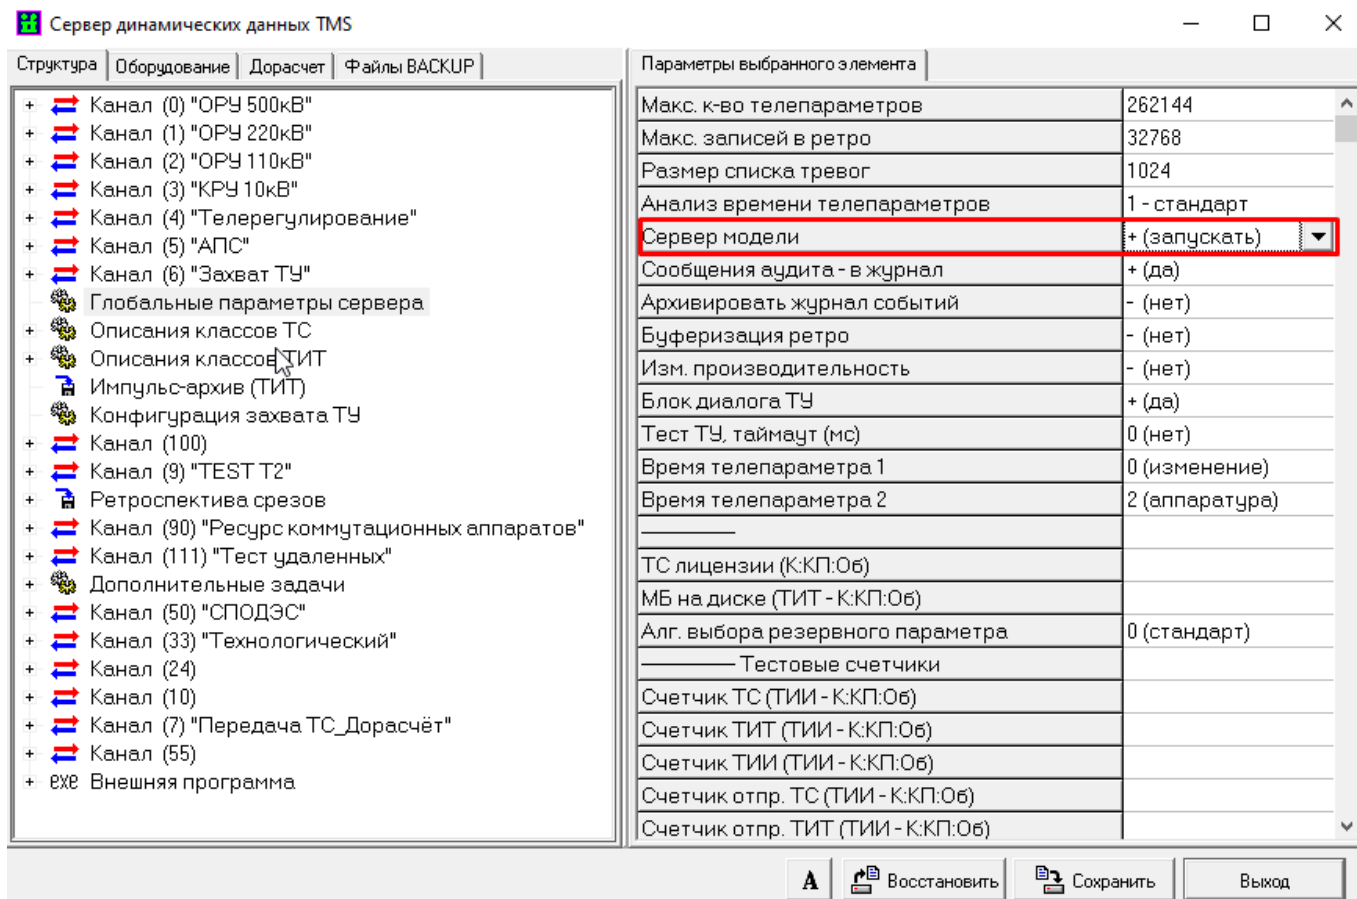 Сервер динамических данных TMS
Структура Оборудование Дорасчет Файлы BACKUP
+ Канал (0) "ОРУ 500кВ"
+ Канал (1) "ОРУ 220кВ"
+ Канал (2) "ОРУ 110кВ"
+ Канал (3) "КРУ 10кВ"
+ Канал (4) "Телерегулирование"
+ Канал (5) "АПС"
+ Канал (6) "Захват ТУ"
Глобальные параметры сервера
+ Описания классов ТС
+ Описания классов ТИТ
Импульс-архив (ТИТ)
Конфигурация захвата ТУ
+ Канал (100)
+ Канал (9) "TEST T2"
+ Ретроспектива срезов
+ Канал (90) "Ресурс коммутационных аппаратов"
+ Канал (111) "Тест удаленных"
+ Дополнительные задачи
+ Канал (50) "СПОДЭС"
+ Канал (33) "Технологический"
+ Канал (24)
+ Канал (10)
+ Канал (7) "Передача ТС_Дорасчёт"
+ Канал (55)
+ exe Внешняя программа
Параметры выбранного элемента
Макс. к-во телепараметров 262144
Макс. записей в ретро 32768
Размер списка тревог 1024
Анализ времени телепараметров 1 - стандарт
Сервер модели + (запускать)
Сообщения аудита - в журнал + (да)
Архивировать журнал событий - (нет)
Буферизация ретро - (нет)
Изм. производительность - (нет)
Блок диалога ТУ + (да)
Тест ТУ, таймаут (мс) 0 (нет)
Время телепараметра 1 0 (изменение)
Время телепараметра 2 2 (аппаратура)
ТС лицензии (К:КП:Об)
МБ на диске (ТИТ - К:КП:Об)
Алг. выбора резервного параметра 0 (стандарт)
———— Тестовые счетчики
Счетчик ТС (ТИИ - К:КП:Об)
Счетчик ТИТ (ТИИ - К:КП:Об)
Счетчик ТИИ (ТИИ - К:КП:Об)
Счетчик отпр. ТС (ТИИ - К:КП:Об)
Счетчик отпр. ТИТ (ТИИ - К:КП:Об)
A Восстановить Сохранить Выход